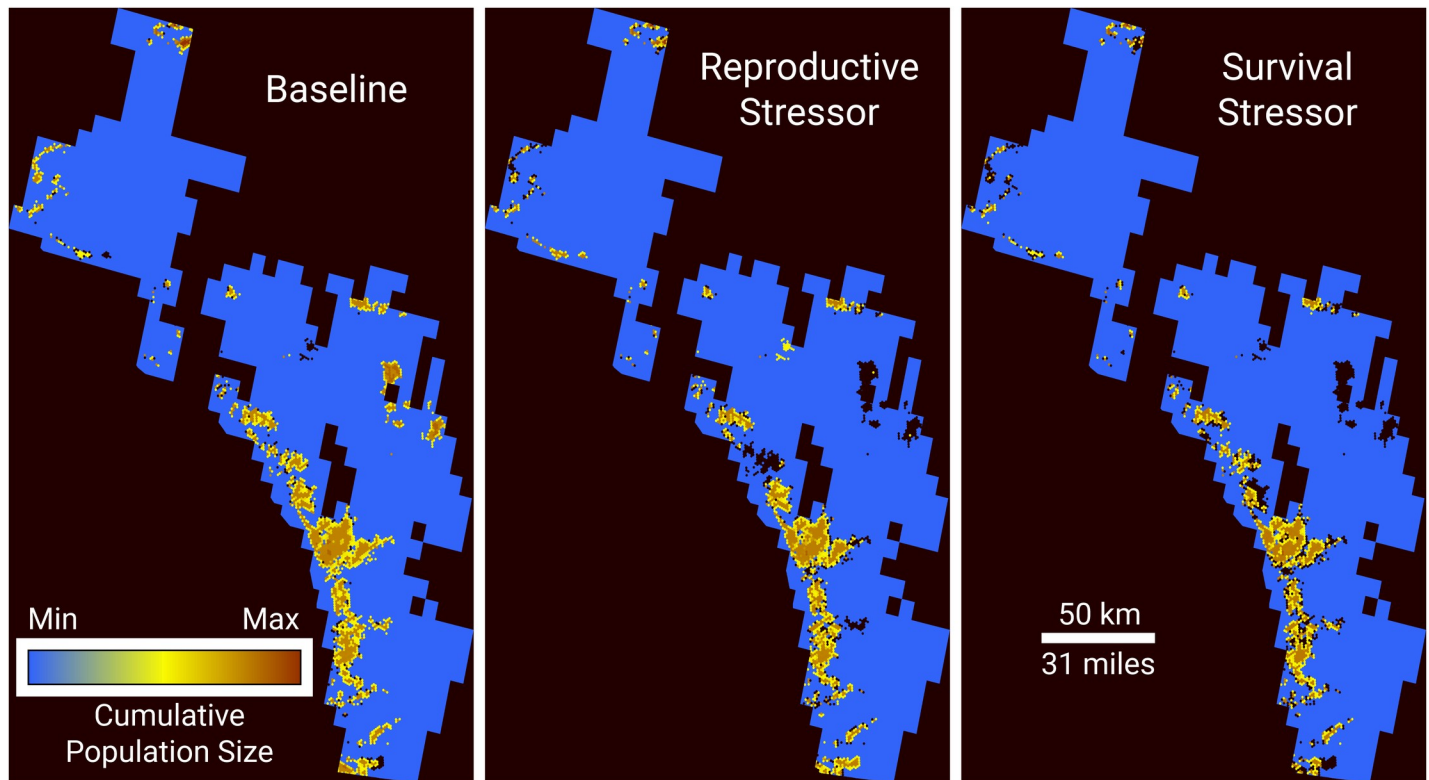 Baseline
Reproductive
Stressor
Survival
Stressor
Min Max
Cumulative
Population Size
50 km
31 miles